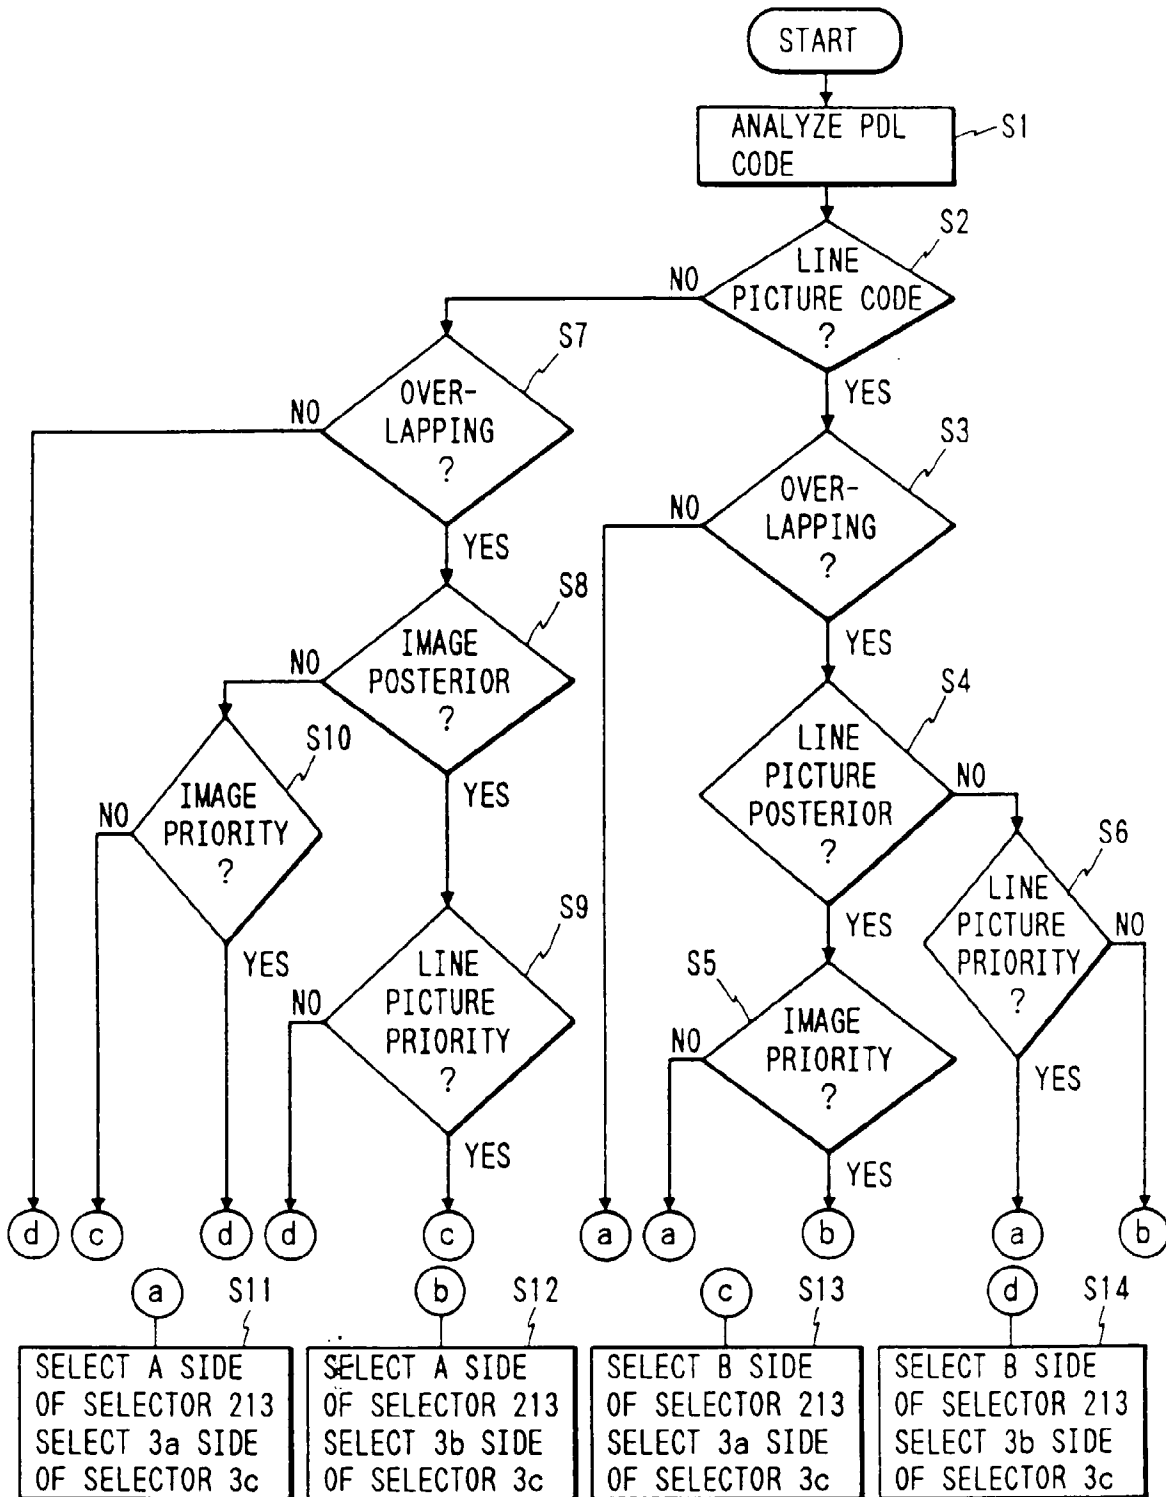 START
ANALYZE PDL
CODE
S1
S2
LINE
PICTURE CODE
?
NO
YES
S7
OVER-
LAPPING
?
NO
YES
S3
OVER-
LAPPING
?
NO
YES
S8
IMAGE
POSTERIOR
?
NO
YES
S4
LINE
PICTURE
POSTERIOR
?
NO
YES
S10
IMAGE
PRIORITY
?
NO
YES
S6
LINE
PICTURE
PRIORITY
?
NO
YES
S9
LINE
PICTURE
PRIORITY
?
NO
YES
S5
IMAGE
PRIORITY
?
NO
YES
d
c
d
d
c
a
a
b
a
b
a
S11
SELECT A SIDE
OF SELECTOR 213
SELECT 3a SIDE
OF SELECTOR 3c
b
S12
SELECT A SIDE
OF SELECTOR 213
SELECT 3b SIDE
OF SELECTOR 3c
c
S13
SELECT B SIDE
OF SELECTOR 213
SELECT 3a SIDE
OF SELECTOR 3c
d
S14
SELECT B SIDE
OF SELECTOR 213
SELECT 3b SIDE
OF SELECTOR 3c